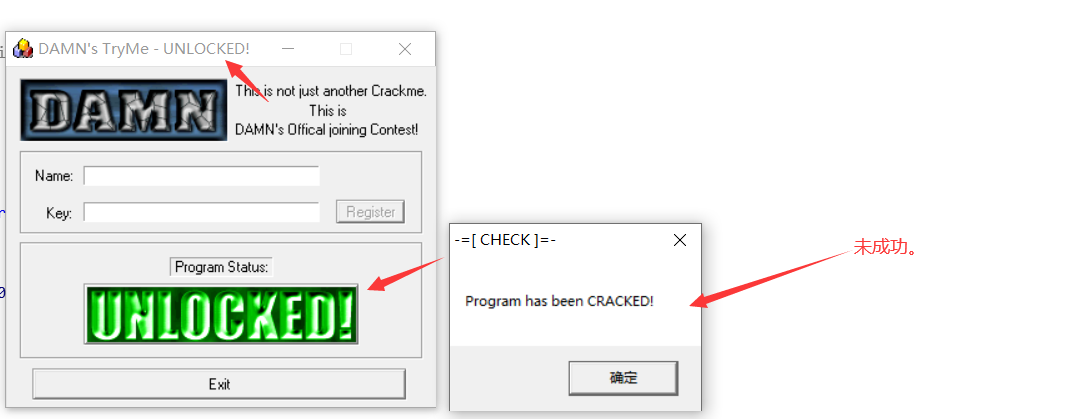 DAMN's TryMe - UNLOCKED!
DAMN
This is not just another Crackme.
This is
DAMN's Offical joining Contest!
Name:
Key:
Register
Program Status:
UNLOCKED!
Exit
-=[ CHECK ]=-
Program has been CRACKED!
确定
未成功。